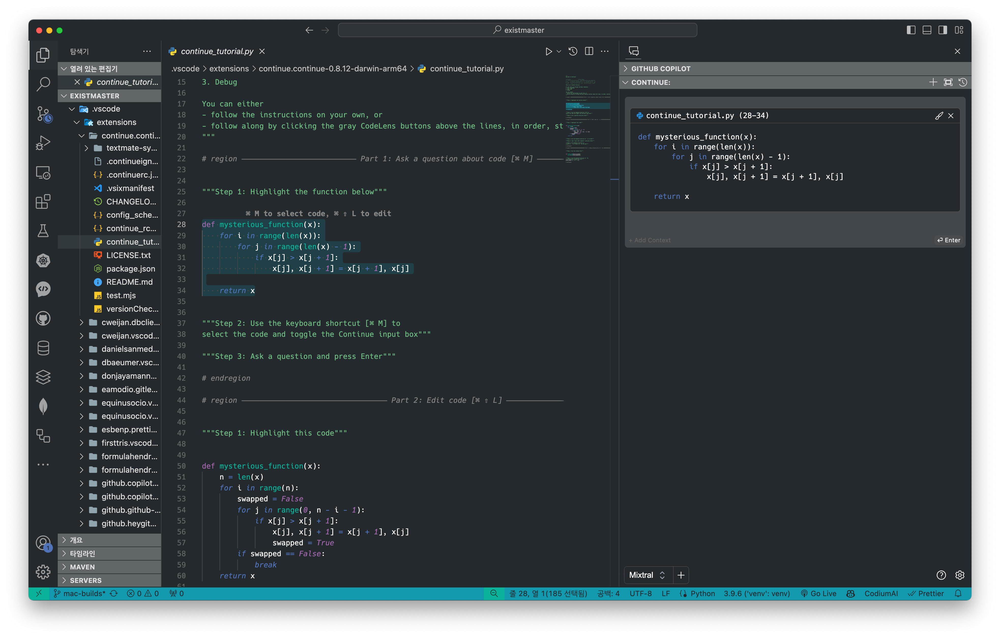 existmaster
탐색기 ···
열려 있는 편집기
continue_tutori...
EXISTMASTER
.vscode
extensions
continue.conti...
textmate-sy...
.continueign...
.continuerc.j...
.vsixmanifest
CHANGELO...
config_sche...
continue_rc...
continue_tut...
LICENSE.txt
package.json
README.md
test.mjs
versionChec...
cweijan.dbclie...
cweijan.vscod...
danielsanmed...
dbaeumer.vsc...
donjayamann...
eamodio.gitle...
equinusocio.v...
equinusocio.v...
esbenp.pretti...
firsttris.vscod...
formulahendr...
formulahendr...
github.copilot...
github.copilot...
github.github-...
github.heygit...
개요
타임라인
MAVEN
SERVERS
1
continue_tutorial.py
.vscode > extensions > continue.continue-0.8.12-darwin-arm64 > continue_tutorial.py
15 3. Debug
16
17 You can either
18 - follow the instructions on your own, or
19 - follow along by clicking the gray CodeLens buttons above the lines, in order, st
20 """
21
22 # region ────────── Part 1: Ask a question about code [⌘ M] ──────
23
24
25 """Step 1: Highlight the function below"""
26
27
⌘ M to select code, ⌘ ⇧ L to edit
28 def mysterious_function(x):
29     for i in range(len(x)):
30         for j in range(len(x) - 1):
31             if x[j] > x[j + 1]:
32                 x[j], x[j + 1] = x[j + 1], x[j]
33
34     return x
35
36
37 """Step 2: Use the keyboard shortcut [⌘ M] to
38 select the code and toggle the Continue input box"""
39
40 """Step 3: Ask a question and press Enter"""
41
42 # endregion
43
44 # region ────────── Part 2: Edit code [⌘ ⇧ L] ──────
45
46
47 """Step 1: Highlight this code"""
48
49
50 def mysterious_function(x):
51     n = len(x)
52     for i in range(n):
53         swapped = False
54         for j in range(0, n - i - 1):
55             if x[j] > x[j + 1]:
56                 x[j], x[j + 1] = x[j + 1], x[j]
57                 swapped = True
58         if swapped == False:
59             break
60     return x
61
GITHUB COPILOT
CONTINUE:
continue_tutorial.py (28-34)
def mysterious_function(x):
    for i in range(len(x)):
        for j in range(len(x) - 1):
            if x[j] > x[j + 1]:
                x[j], x[j + 1] = x[j + 1], x[j]
    return x
+ Add Context
⏎ Enter
Mixtral +
mac-builds* 0 0 0 줄 28, 열 1(185 선택됨) 공백: 4 UTF-8 LF Python 3.9.6 ('venv': venv) Go Live CodiumAI Prettier